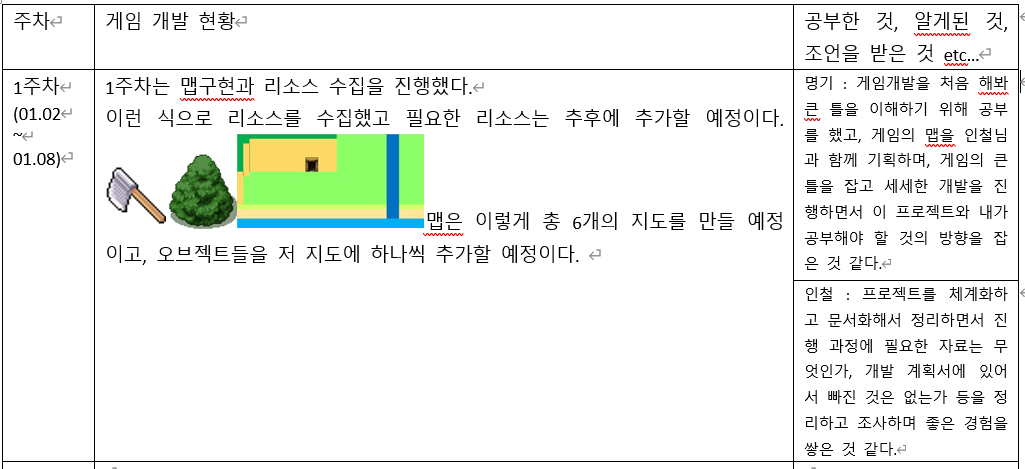 주차
게임 개발 현황
공부한 것, 알게된 것,
조언을 받은 것 etc...
1주차
(01.02
~
01.08)
1주차는 맵구현과 리소스 수집을 진행했다.
이런 식으로 리소스를 수집했고 필요한 리소스는 추후에 추가할 예정이다.
맵은 이렇게 총 6개의 지도를 만들 예정
이고, 오브젝트들을 저 지도에 하나씩 추가할 예정이다.
명기 : 게임개발을 처음 해봐
큰 틀을 이해하기 위해 공부
를 했고, 게임의 맵을 인철님
과 함께 기획하며, 게임의 큰
틀을 잡고 세세한 개발을 진
행하면서 이 프로젝트와 내가
공부해야 할 것의 방향을 잡
은 것 같다.
인철 : 프로젝트를 체계화하
고 문서화해서 정리하면서 진
행 과정에 필요한 자료는 무
엇인가, 개발 계획서에 있어
서 빠진 것은 없는가 등을 정
리하고 조사하며 좋은 경험을
쌓은 것 같다.